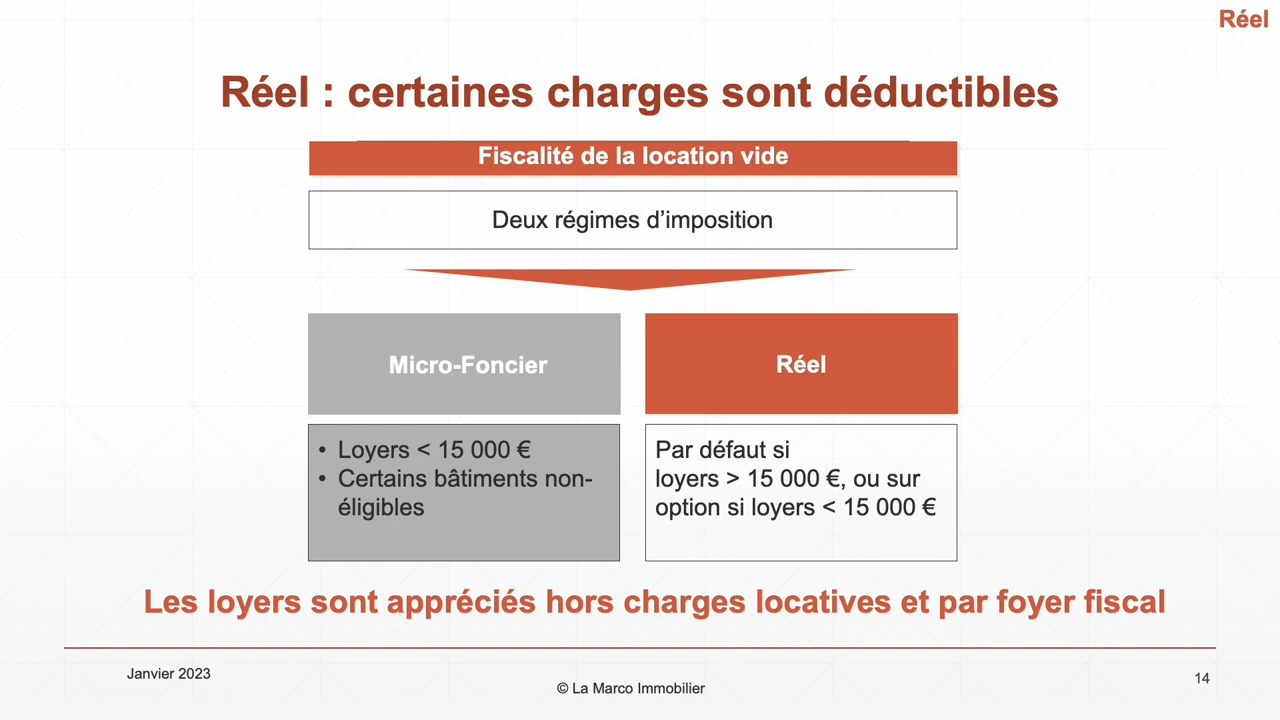 Réel
Réel : certaines charges sont déductibles
Fiscalité de la location vide
Deux régimes d’imposition
Micro-Foncier
• Loyers < 15 000 €
• Certains bâtiments non-
éligibles
Réel
Par défaut si
loyers > 15 000 €, ou sur
option si loyers < 15 000 €
Les loyers sont appréciés hors charges locatives et par foyer fiscal
Janvier 2023
© La Marco Immobilier
14